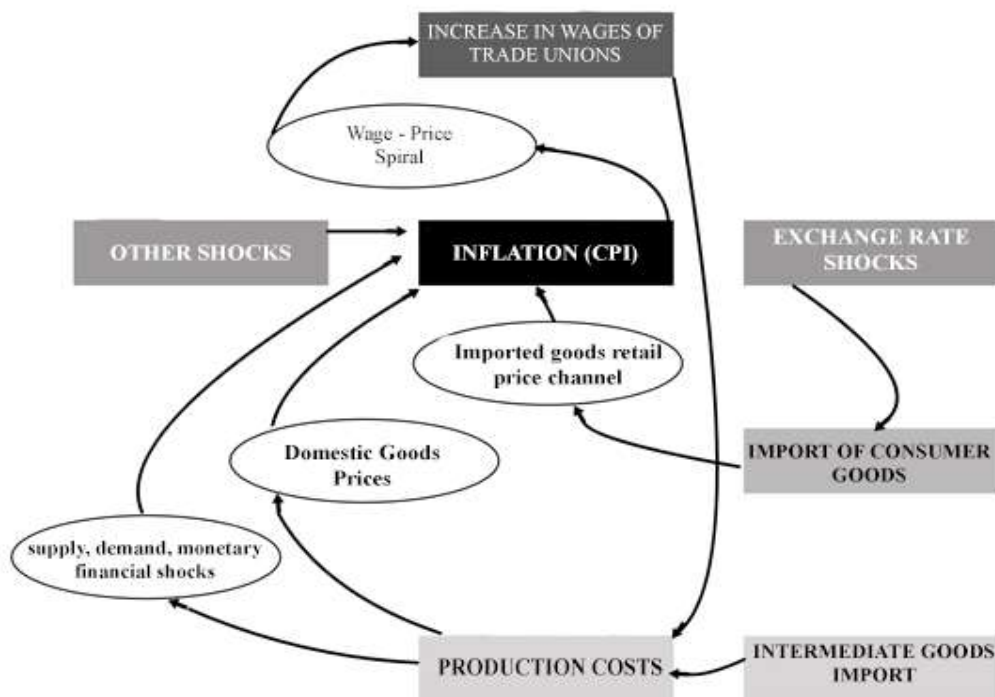 INCREASE IN WAGES OF
TRADE UNIONS
Wage - Price
Spiral
OTHER SHOCKS
INFLATION (CPI)
EXCHANGE RATE
SHOCKS
Imported goods retail
price channel
Domestic Goods
Prices
IMPORT OF CONSUMER
GOODS
supply, demand, monetary
financial shocks
PRODUCTION COSTS
INTERMEDIATE GOODS
IMPORT